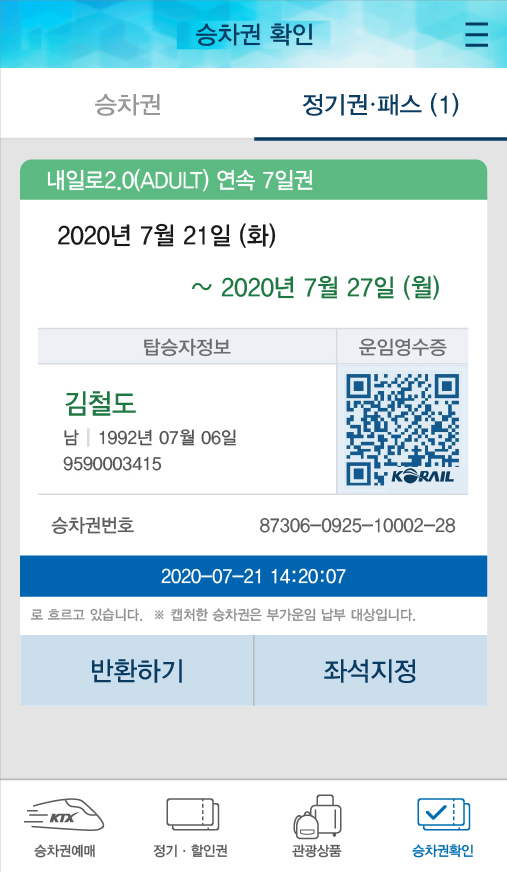 승차권 확인
승차권
정기권·패스 (1)
내일로2.0(ADULT) 연속 7일권
2020년 7월 21일 (화)
~ 2020년 7월 27일 (월)
탑승자정보
운임영수증
김철도
남 | 1992년 07월 06일
9590003415
KORAIL
승차권번호
87306-0925-10002-28
2020-07-21 14:20:07
로 흐르고 있습니다. ※ 캡처한 승차권은 부가운임 납부 대상입니다.
반환하기
좌석지정
KTX
승차권예매
정기·할인권
관광상품
승차권확인